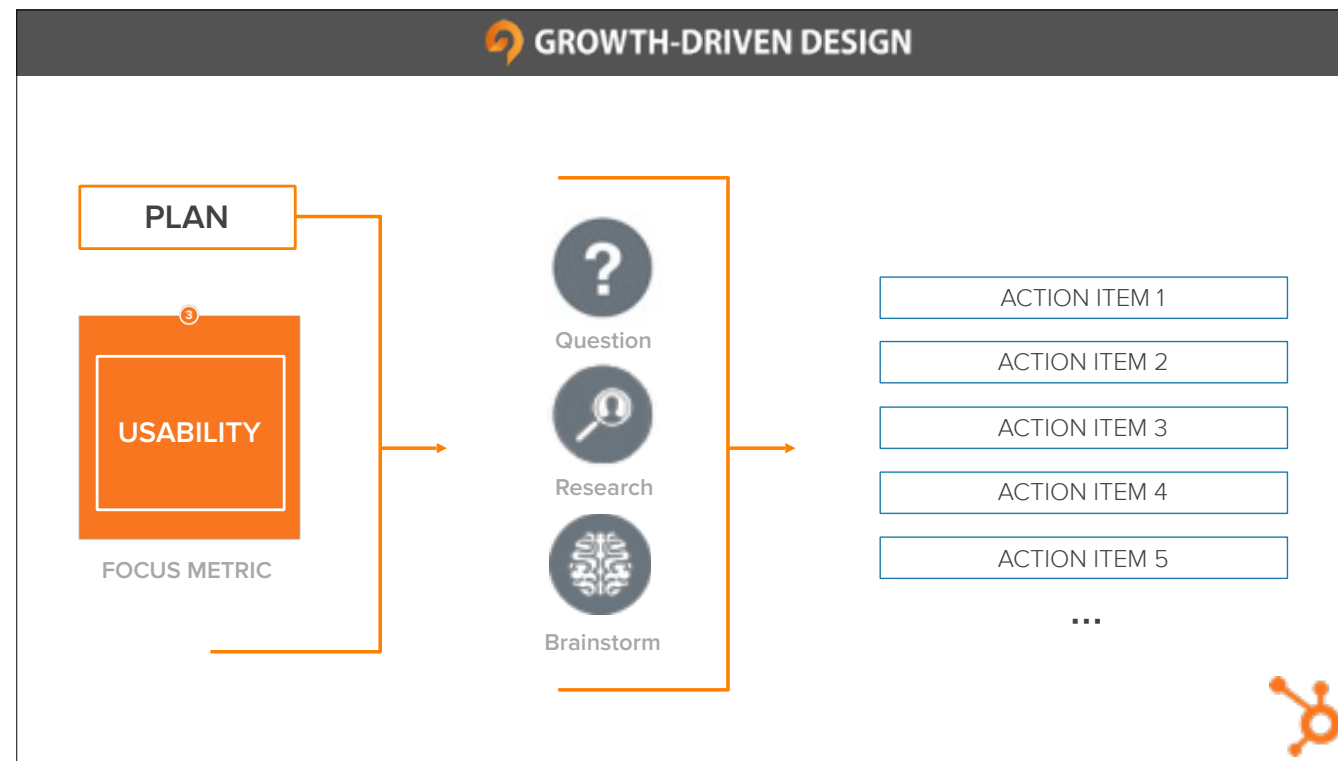 GROWTH-DRIVEN DESIGN
PLAN
3
USABILITY
FOCUS METRIC
?
Question
Research
Brainstorm
ACTION ITEM 1
ACTION ITEM 2
ACTION ITEM 3
ACTION ITEM 4
ACTION ITEM 5
...